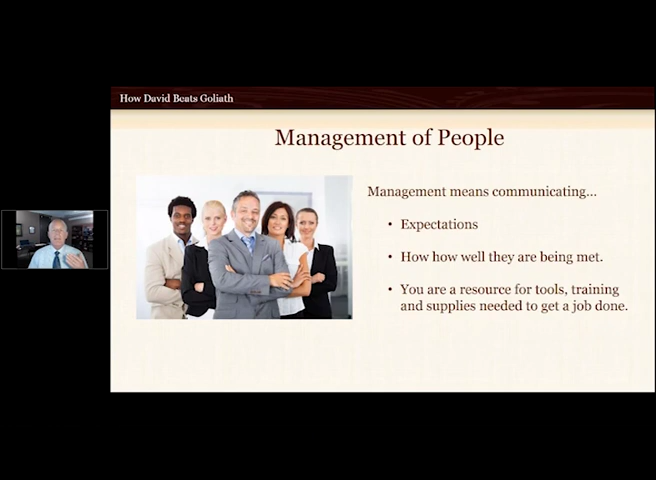 How David Beats Goliath
Management of People
Management means communicating...
• Expectations
• How how well they are being met.
• You are a resource for tools, training
and supplies needed to get a job done.